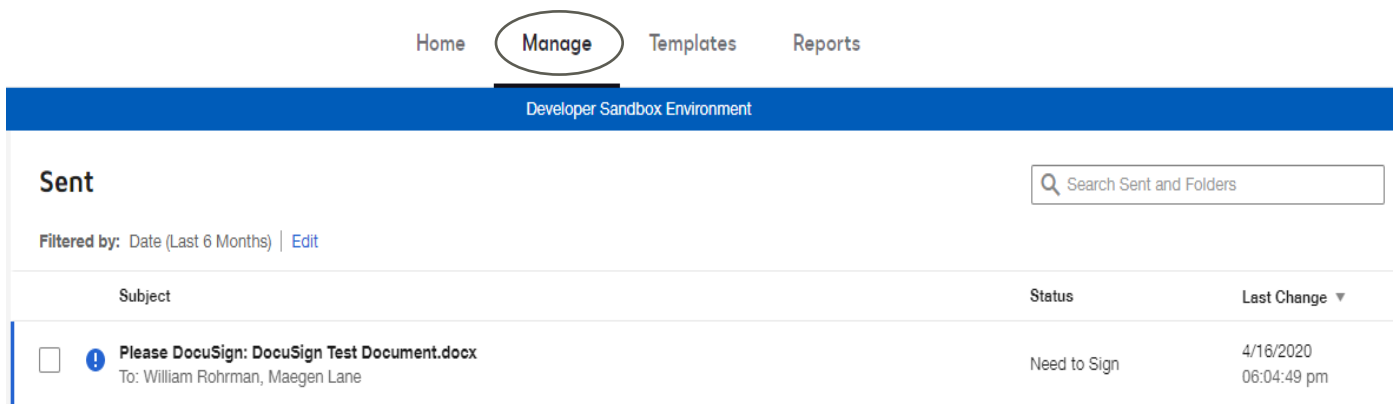 Home Manage Templates Reports
Developer Sandbox Environment
Sent
Search Sent and Folders
Filtered by: Date (Last 6 Months) | Edit
Subject Status Last Change ▼
Please DocuSign: DocuSign Test Document.docx
To: William Rohrman, Maegen Lane
Need to Sign
4/16/2020
06:04:49 pm